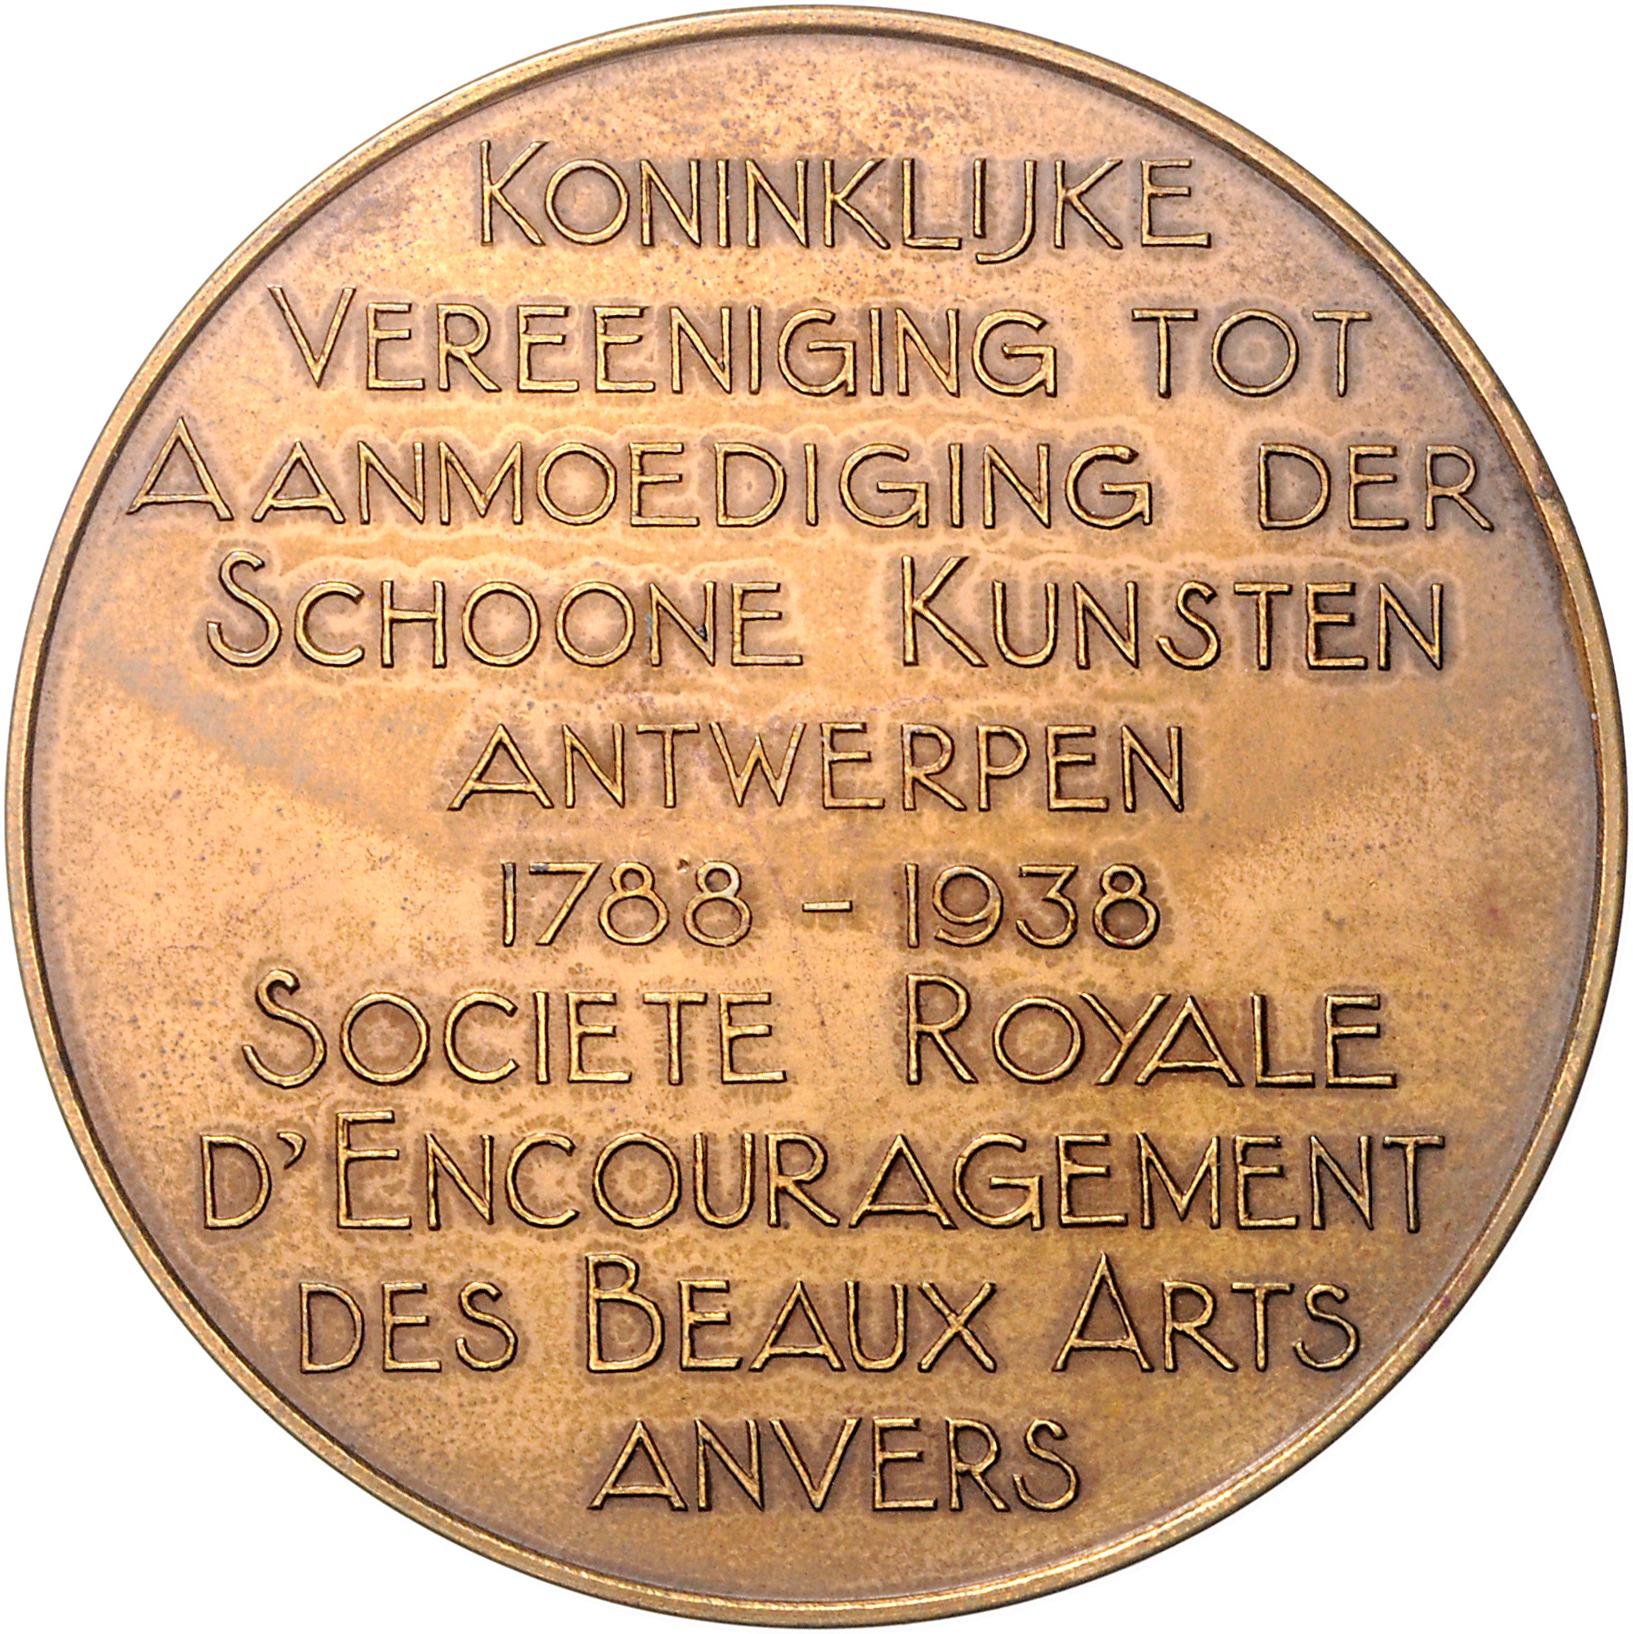 KONINKLIJKE
VEREENIGING TOT
AANMOEDIGING DER
SCHOONE KUNSTEN
ANTWERPEN
1788 - 1938
SOCIETE ROYALE
D'ENCOURAGEMENT
DES BEAUX ARTS
ANVERS